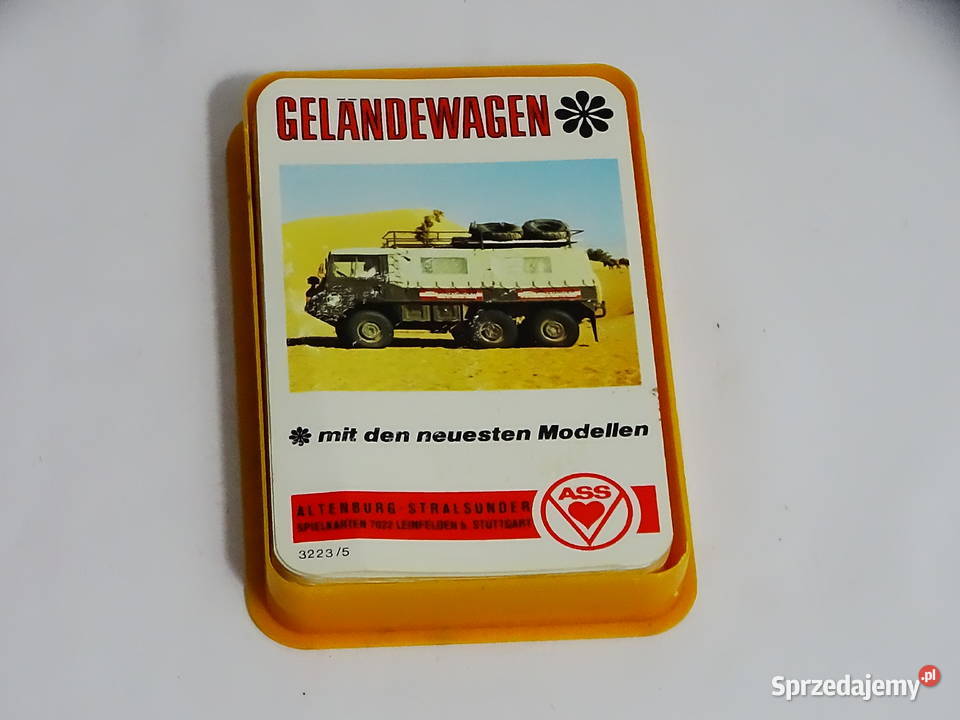 GELÄNDEWAGEN
mit den neuesten Modellen
ALTENBURG-STRALSUNDER
SPIELKARTEN 7022 LEINFELDEN b. STUTTGART
ASS
3223/5
Sprzedajemy.pl